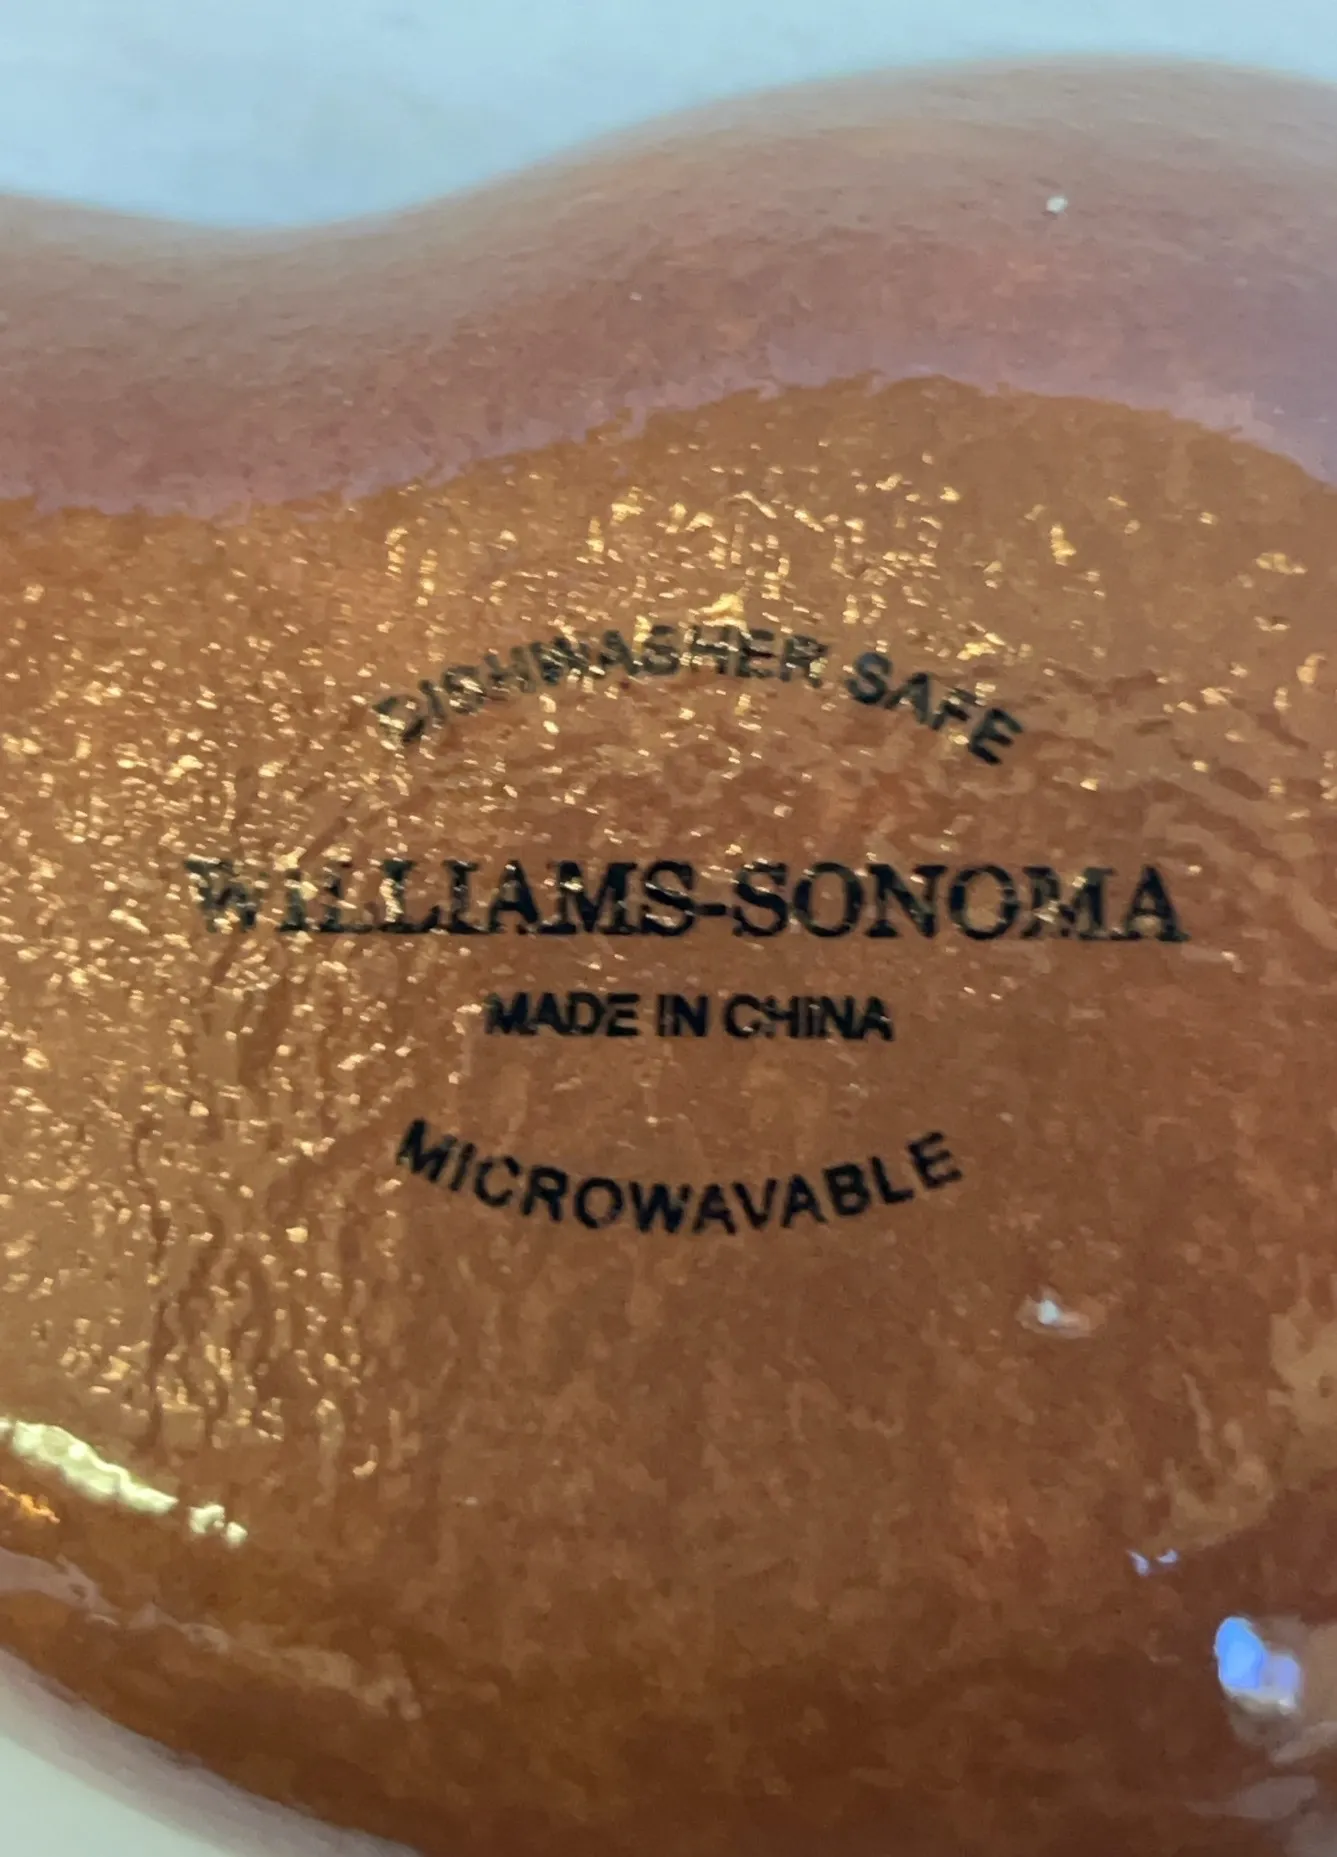 DISHWASHER SAFE
WILLIAMS-SONOMA
MADE IN CHINA
MICROWAVABLE